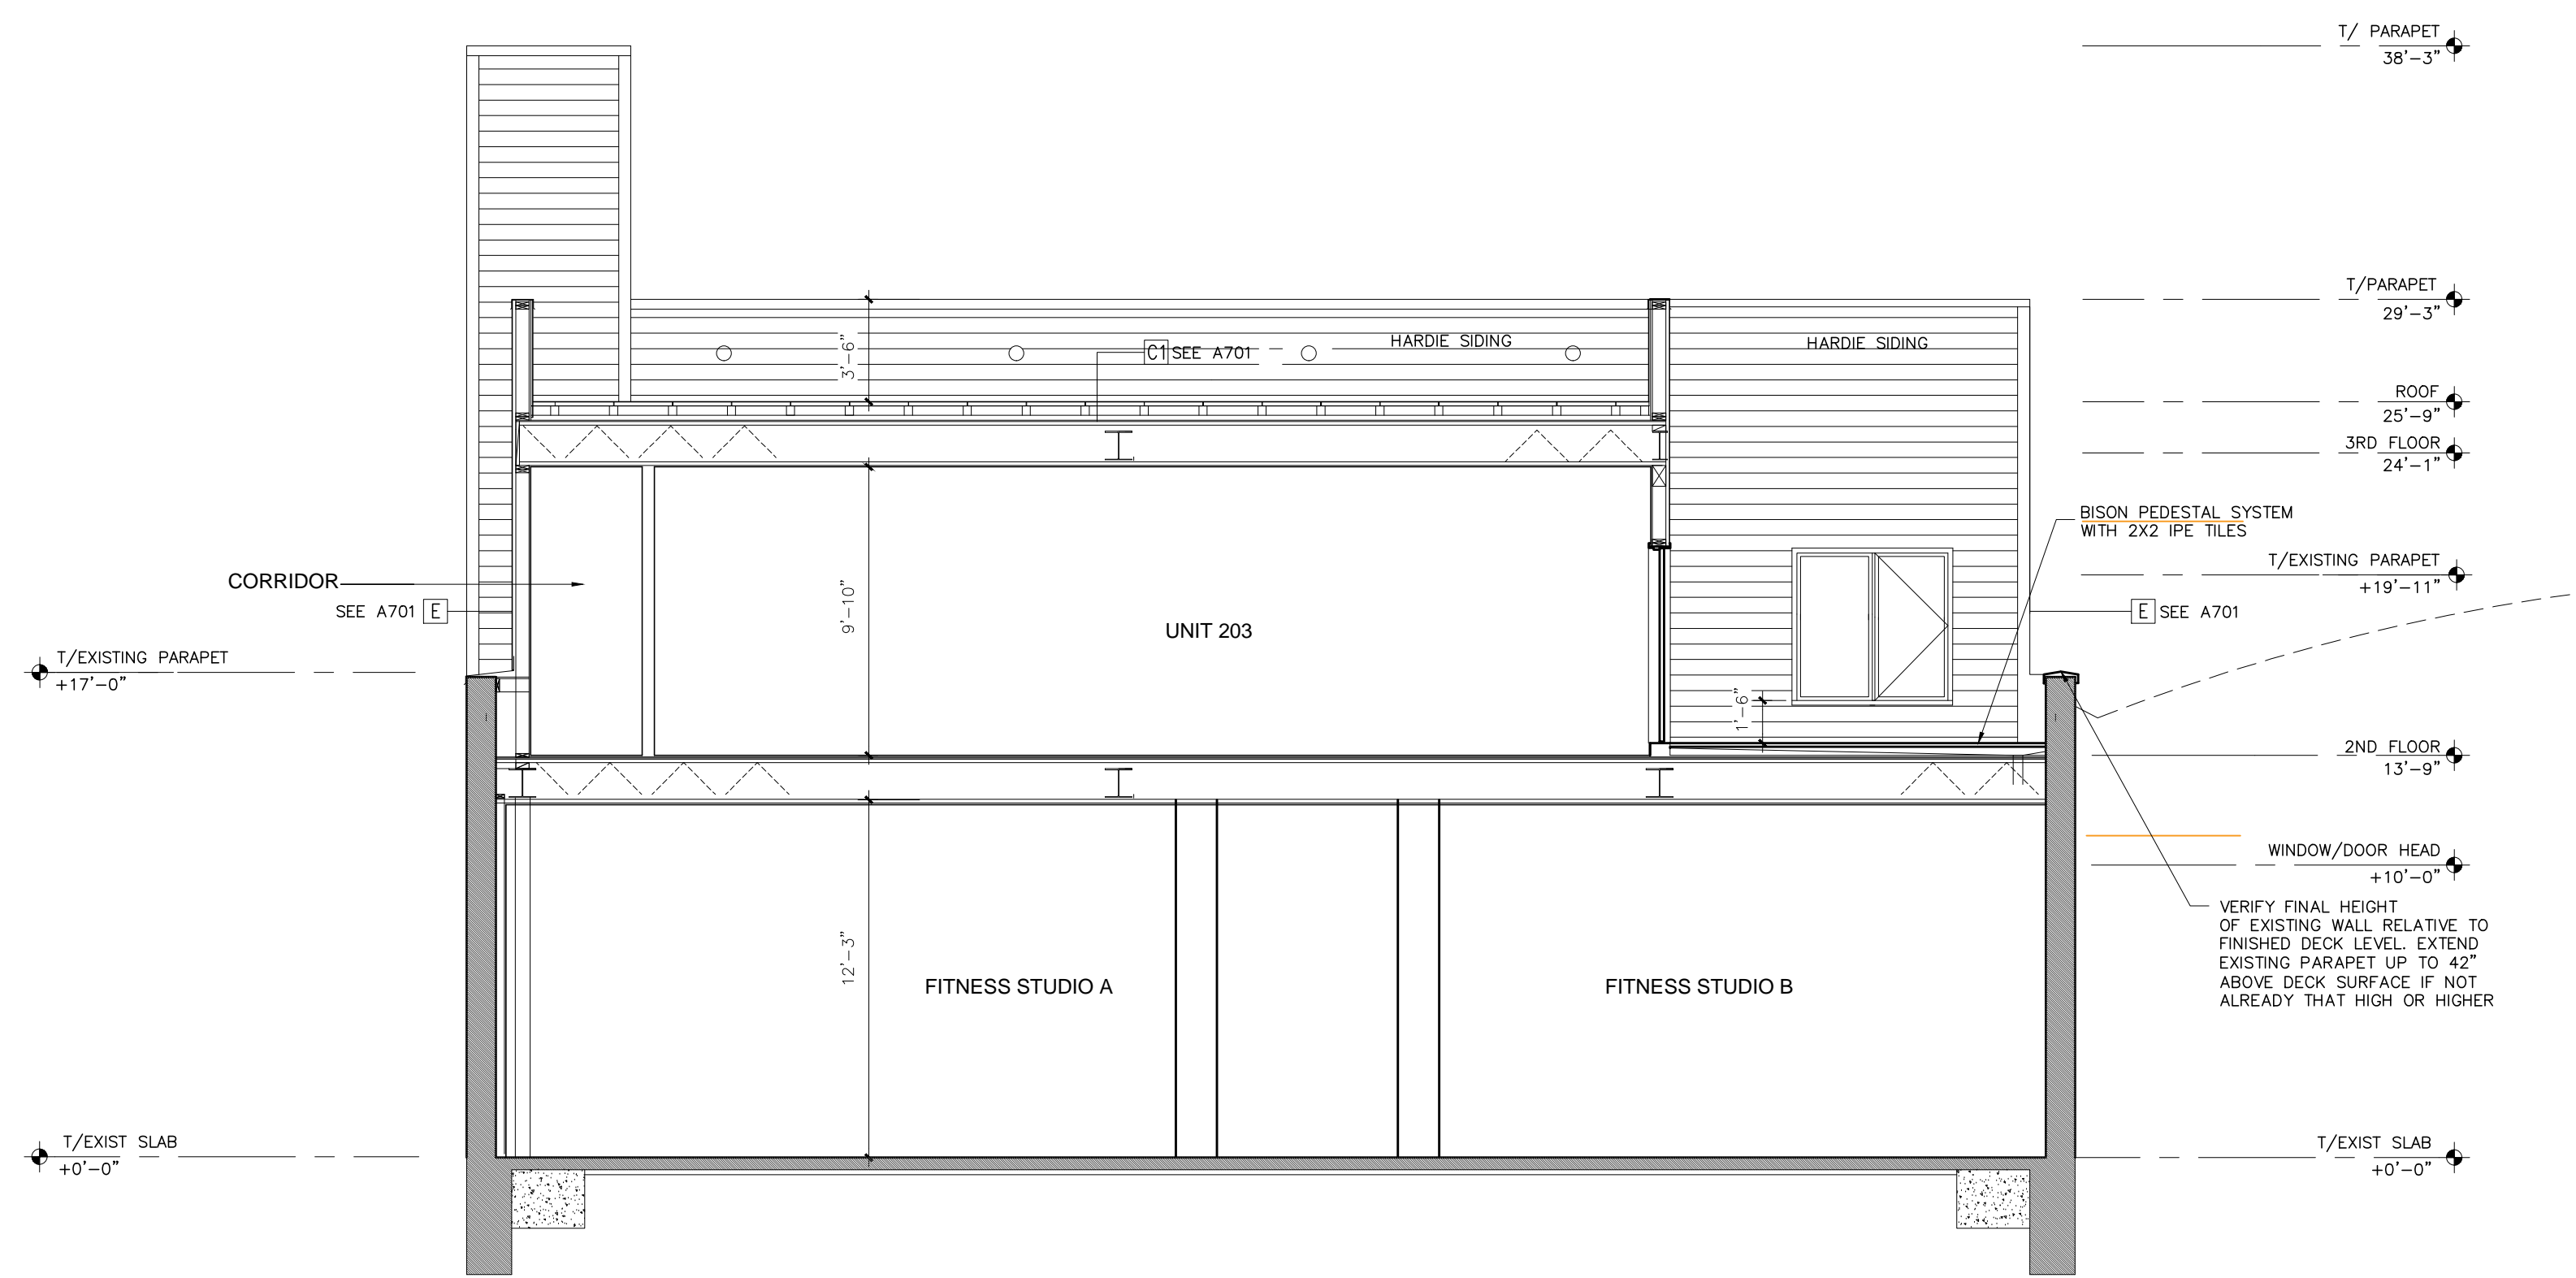 T/ PARAPET
38'-3"
T/PARAPET
29'-3"
HARDIE SIDING
HARDIE SIDING
C1 SEE A701
3'-6"
ROOF
25'-9"
3RD FLOOR
24'-1"
BISON PEDESTAL SYSTEM
WITH 2X2 IPE TILES
T/EXISTING PARAPET
+19'-11"
CORRIDOR
SEE A701 E
9'-10"
UNIT 203
E SEE A701
T/EXISTING PARAPET
+17'-0"
1'-6"
2ND FLOOR
13'-9"
WINDOW/DOOR HEAD
+10'-0"
VERIFY FINAL HEIGHT
OF EXISTING WALL RELATIVE TO
FINISHED DECK LEVEL. EXTEND
EXISTING PARAPET UP TO 42"
ABOVE DECK SURFACE IF NOT
ALREADY THAT HIGH OR HIGHER
12'-3"
FITNESS STUDIO A
FITNESS STUDIO B
T/EXIST SLAB
+0'-0"
T/EXIST SLAB
+0'-0"